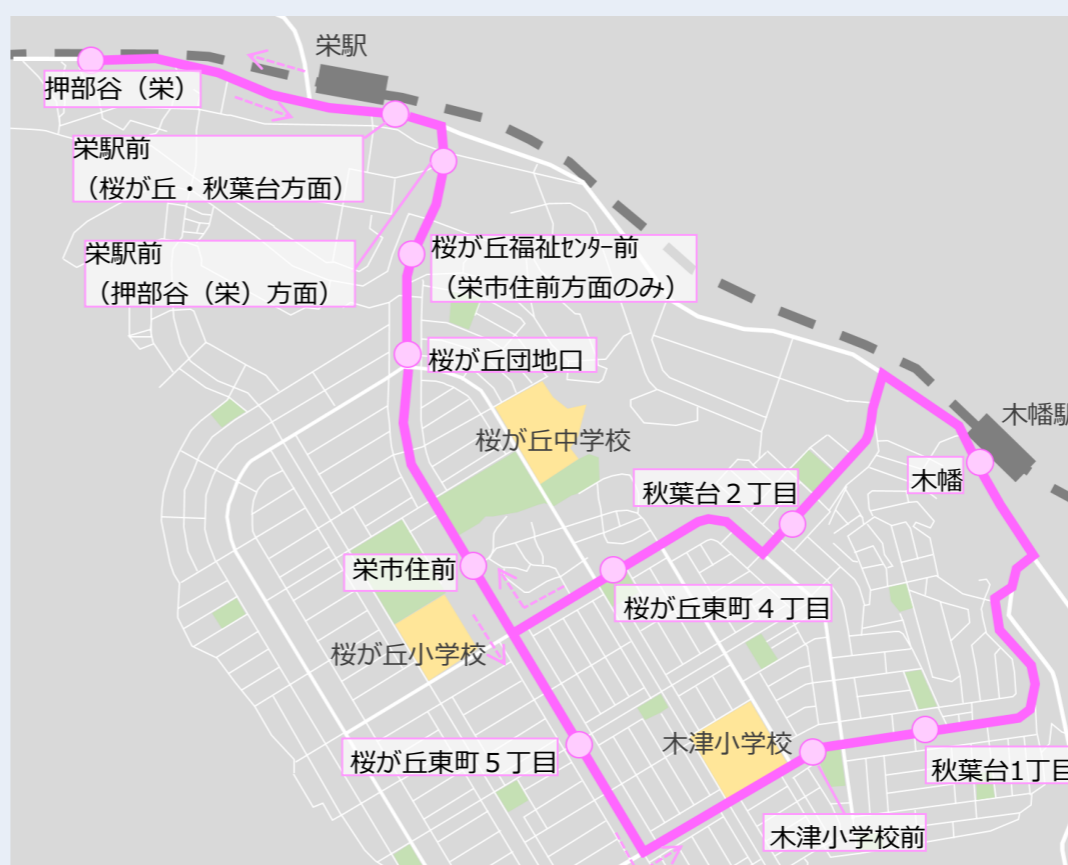 栄駅
押部谷（栄）
栄駅前
（桜が丘・秋葉台方面）
栄駅前
（押部谷（栄）方面）
桜が丘福祉ｾﾝﾀｰ前
（栄市住前方面のみ）
桜が丘団地口
木幡駅
桜が丘中学校
木幡
秋葉台２丁目
栄市住前
桜が丘東町４丁目
桜が丘小学校
木津小学校
桜が丘東町５丁目
秋葉台1丁目
木津小学校前